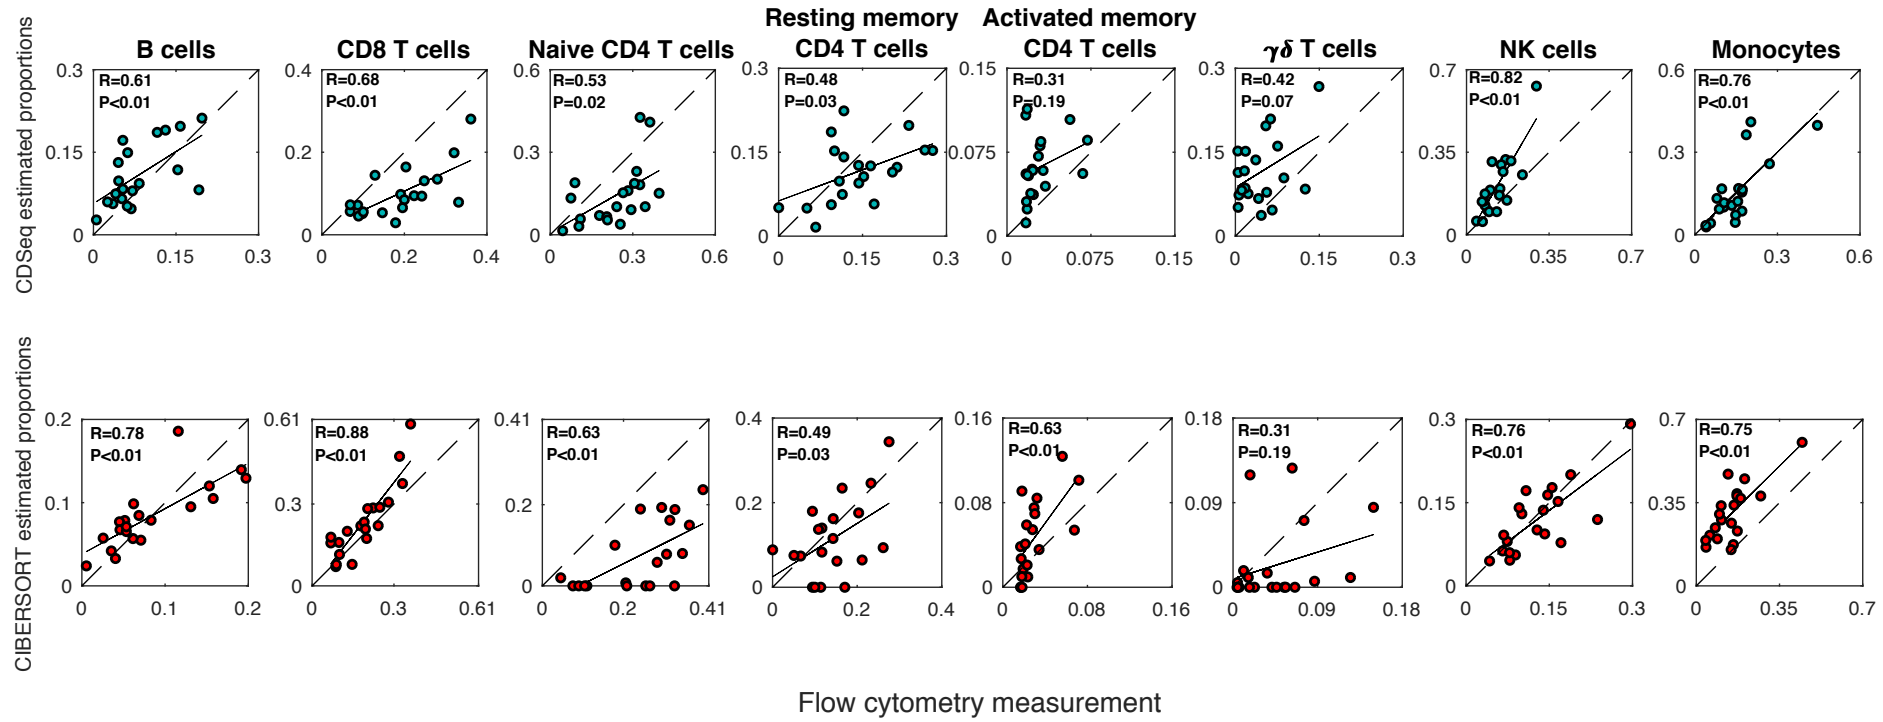 Resting memory Activated memory
B cells CD8 T cells Naive CD4 T cells CD4 T cells CD4 T cells γδ T cells NK cells Monocytes
CDSeq estimated proportions
0.3 0.4 0.6 0.3 0.15 0.3 0.7 0.6
R=0.61 R=0.68 R=0.53 R=0.48 R=0.31 R=0.42 R=0.82 R=0.76
P<0.01 P<0.01 P=0.02 P=0.03 P=0.19 P=0.07 P<0.01 P<0.01
0.15 0.2 0.3 0.15 0.075 0.15 0.35 0.3
0 0 0 0 0 0 0 0
0 0.15 0.3 0 0.2 0.4 0 0.3 0.6 0 0.15 0.3 0 0.075 0.15 0 0.15 0.3 0 0.35 0.7 0 0.3 0.6
CIBERSORT estimated proportions
0.2 0.61 0.41 0.4 0.16 0.18 0.3 0.7
R=0.78 R=0.88 R=0.63 R=0.49 R=0.63 R=0.31 R=0.76 R=0.75
P<0.01 P<0.01 P<0.01 P=0.03 P<0.01 P=0.19 P<0.01 P<0.01
0.1 0.3 0.2 0.2 0.08 0.09 0.15 0.35
0 0 0 0 0 0 0 0
0 0.1 0.2 0 0.3 0.61 0 0.2 0.41 0 0.2 0.4 0 0.08 0.16 0 0.09 0.18 0 0.15 0.3 0 0.35 0.7
Flow cytometry measurement